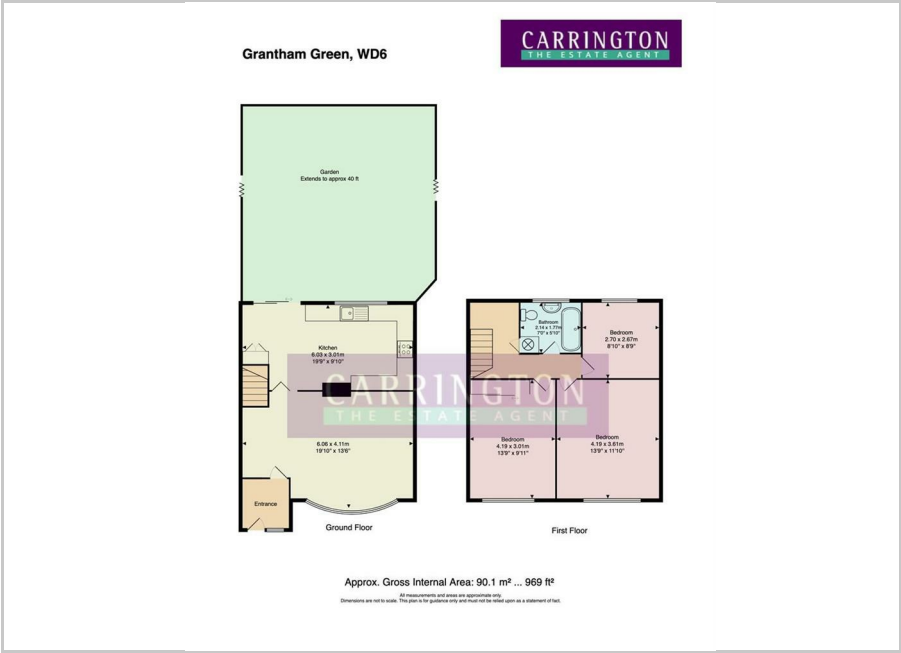 Grantham Green, WD6
CARRINGTON
THE ESTATE AGENT
Garden
Extends to approx 40 ft
Kitchen
6.03 x 3.01m
19'9" x 9'10"
CARRINGTON
THE ESTATE AGENT
6.06 x 4.11m
19'10" x 13'6"
Entrance
Ground Floor
Bathroom
2.14 x 1.77m
7'0" x 5'10"
Bedroom
2.70 x 2.67m
8'10" x 8'9"
Bedroom
4.19 x 3.01m
13'9" x 9'11"
Bedroom
4.19 x 3.61m
13'9" x 11'10"
First Floor
Approx. Gross Internal Area: 90.1 m² ... 969 ft²
All measurements and areas are approximate only.
Dimensions are not to scale. This plan is for guidance only and must not be relied upon as a statement of fact.